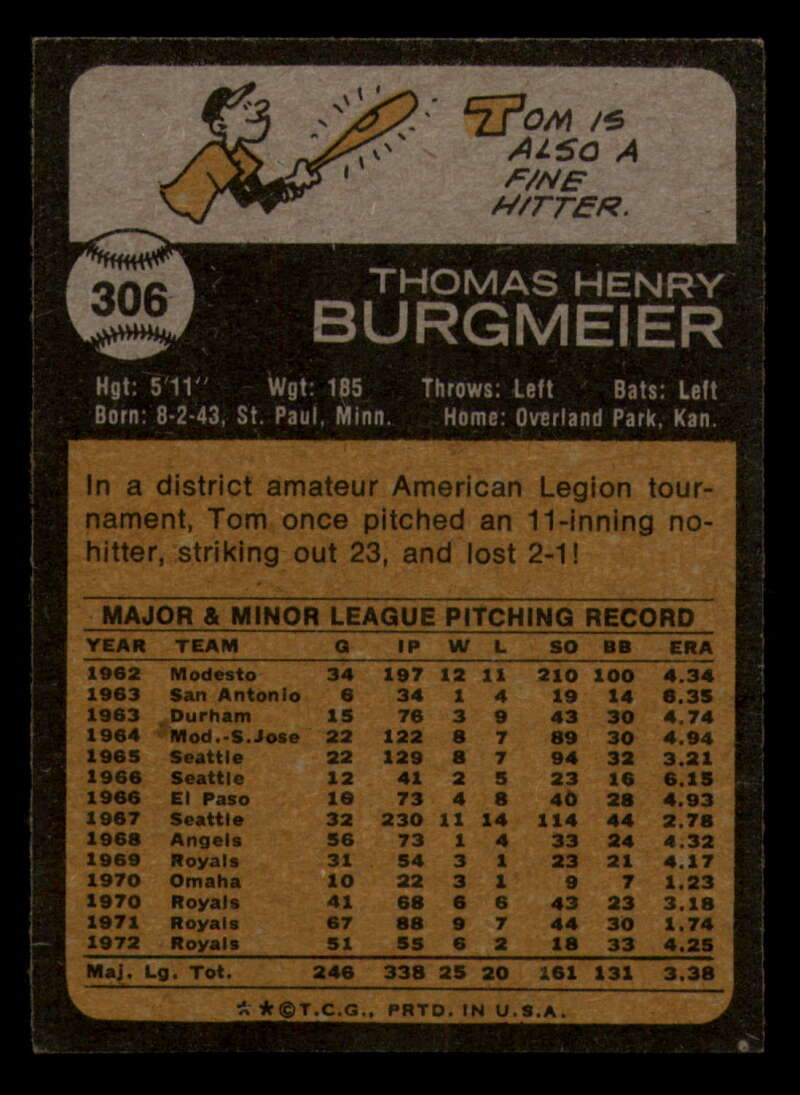 TOM IS
ALSO A
FINE
HITTER.
306
THOMAS HENRY
BURGMEIER
Hgt: 5'11" Wgt: 185 Throws: Left Bats: Left
Born: 8-2-43, St. Paul, Minn. Home: Overland Park, Kan.
In a district amateur American Legion tour-
nament, Tom once pitched an 11-inning no-
hitter, striking out 23, and lost 2-1!
MAJOR & MINOR LEAGUE PITCHING RECORD
YEAR TEAM G IP W L SO BB ERA
1962 Modesto 34 197 12 11 210 100 4.34
1963 San Antonio 6 34 1 4 19 14 6.35
1963 Durham 15 76 3 9 43 30 4.74
1964 Mod.-S.Jose 22 122 8 7 89 30 4.94
1965 Seattle 22 129 8 7 94 32 3.21
1966 Seattle 12 41 2 5 23 16 6.15
1966 El Paso 16 73 4 8 40 28 4.93
1967 Seattle 32 230 11 14 114 44 2.78
1968 Angels 56 73 1 4 33 24 4.32
1969 Royals 31 54 3 1 23 21 4.17
1970 Omaha 10 22 3 1 9 7 1.23
1970 Royals 41 68 6 6 43 23 3.18
1971 Royals 67 88 9 7 44 30 1.74
1972 Royals 51 55 6 2 18 33 4.25
Maj. Lg. Tot. 246 338 25 20 161 131 3.38
★★©T.C.G., PRTD. IN U.S.A.